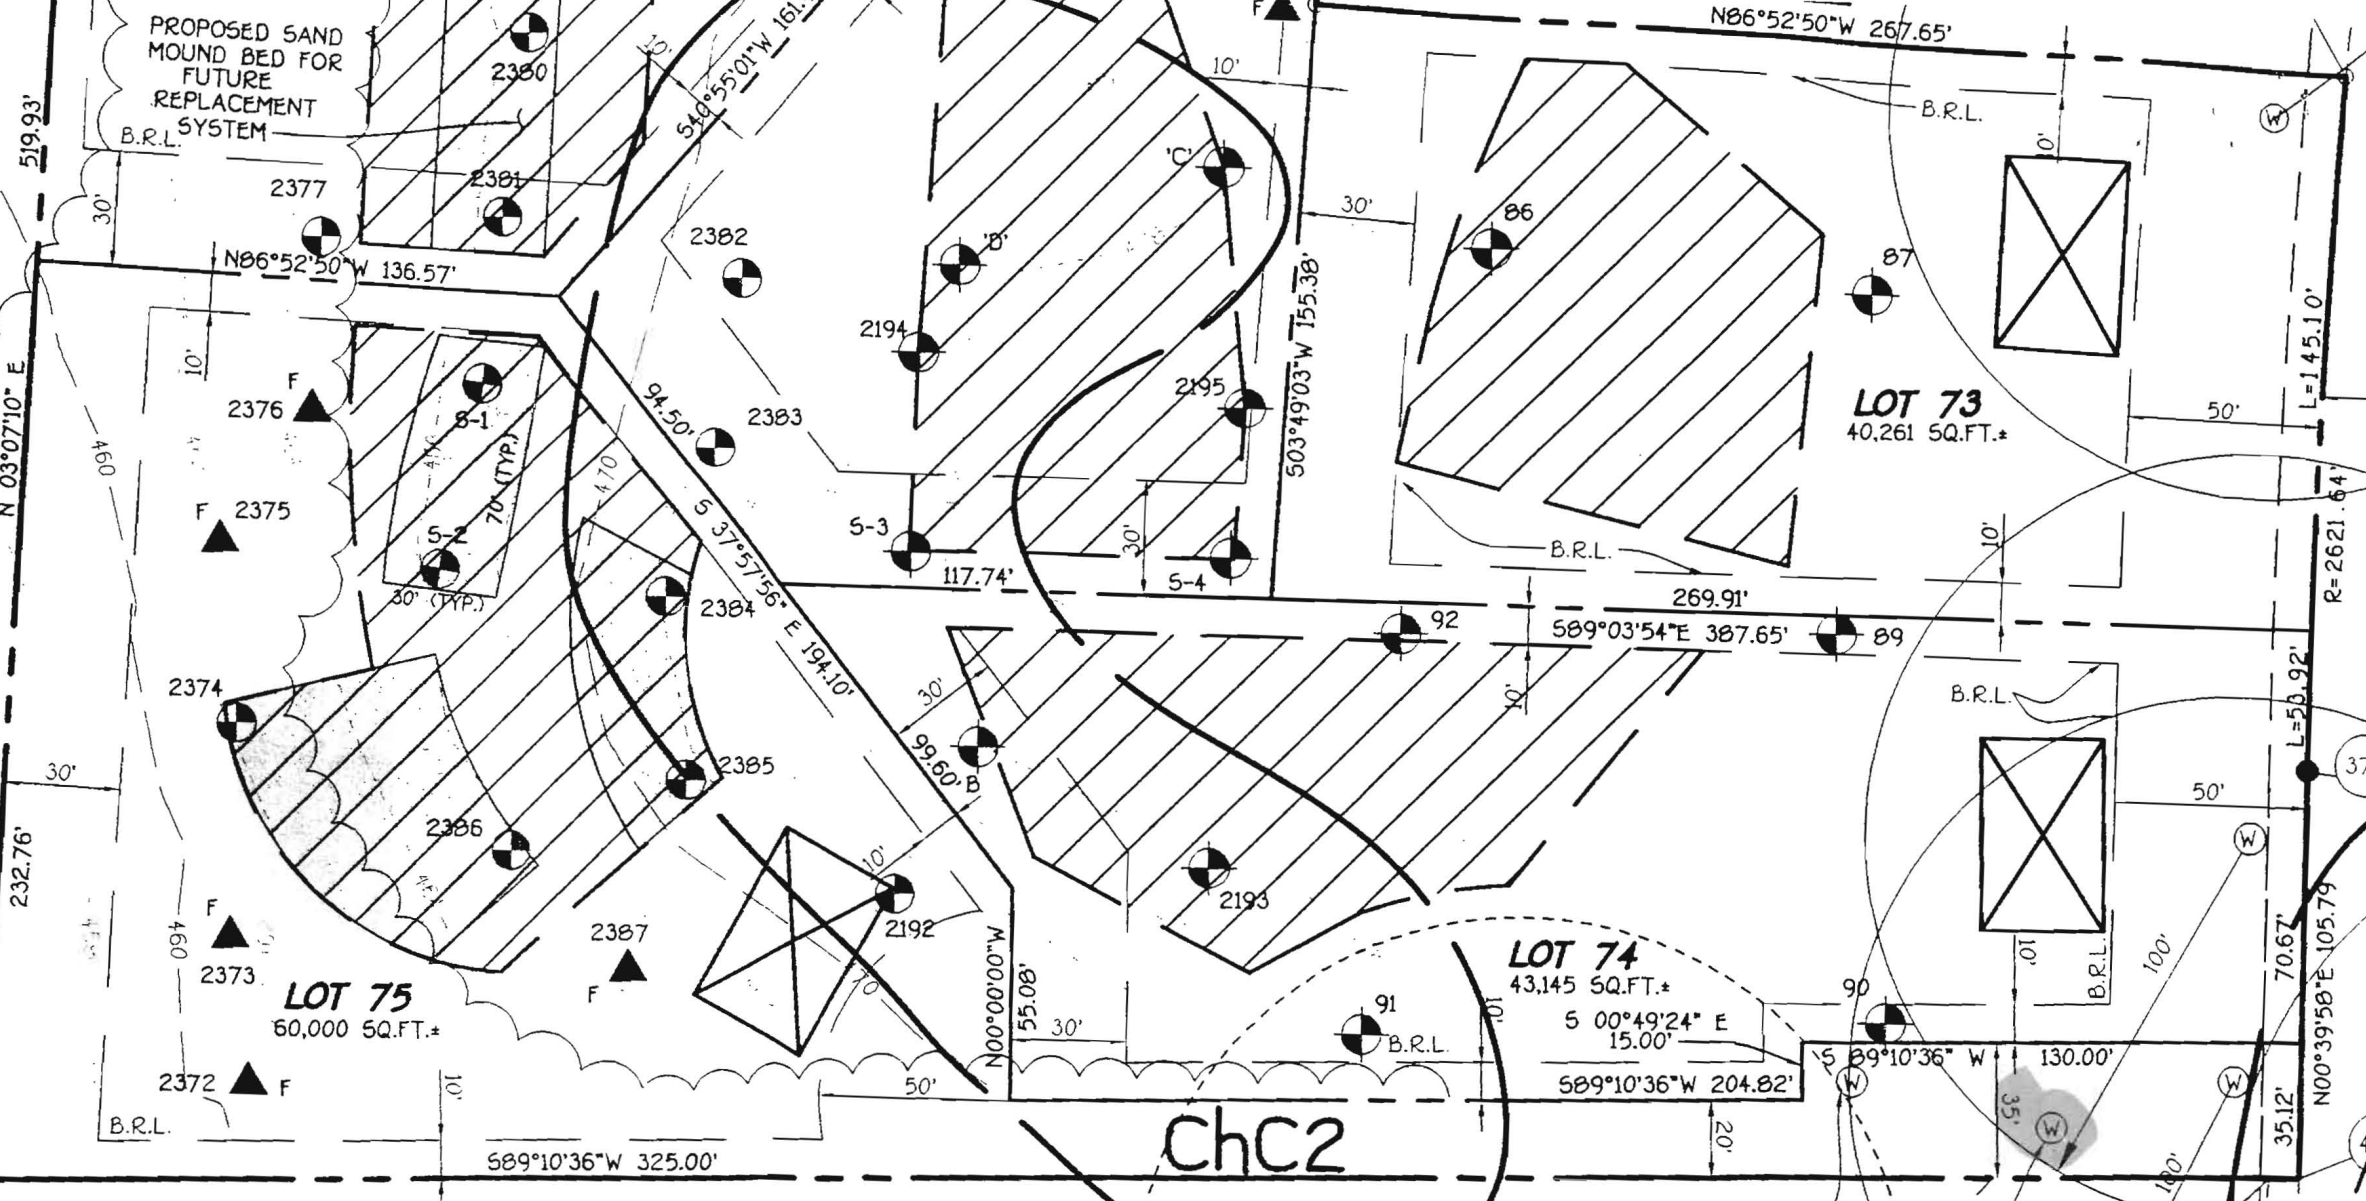 PROPOSED SAND
MOUND BED FOR
FUTURE
REPLACEMENT
SYSTEM
B.R.L.
519.93'
2380
10'
S40°55'01"W 161.
F
N86°52'50"W 267.65'
10'
B.R.L.
W
2377
2381
30'
2382
'C'
'D'
30'
86
10'
87
N86°52'50"W 136.57'
2194
2195
S03°49'03"W 155.38'
L=145.10'
10'
F
2376
S-1
94.50'
2383
LOT 73
40,261 SQ.FT.±
50'
N 03°07'10" E
460
70' (TYP.)
470
F 2375
S-2
30' (TYP.)
S 37°57'56" E 194.10'
S-3
30'
S-4
B.R.L.
10'
R=2621.64'
117.74'
269.91'
2384
92
S89°03'54"E 387.65'
89
2374
30'
10'
B.R.L.
L=53.92'
30'
2385
99.60'
B
37
50'
232.76'
2386
10'
W
2193
2192
F
2373
460
2387
F
LOT 75
60,000 SQ.FT.±
N00°00'00"W
55.08'
30'
91
B.R.L.
10'
LOT 74
43,145 SQ.FT.±
S 00°49'24" E
15.00'
90
10'
B.R.L.
100'
70.67'
N00°39'58"E 105.79
S 89°10'36" W 130.00'
2372 F
B.R.L.
10'
50'
S89°10'36"W 204.82'
W
W
35'
W
35.12'
ChC2
20'
S89°10'36"W 325.00'
100'
4